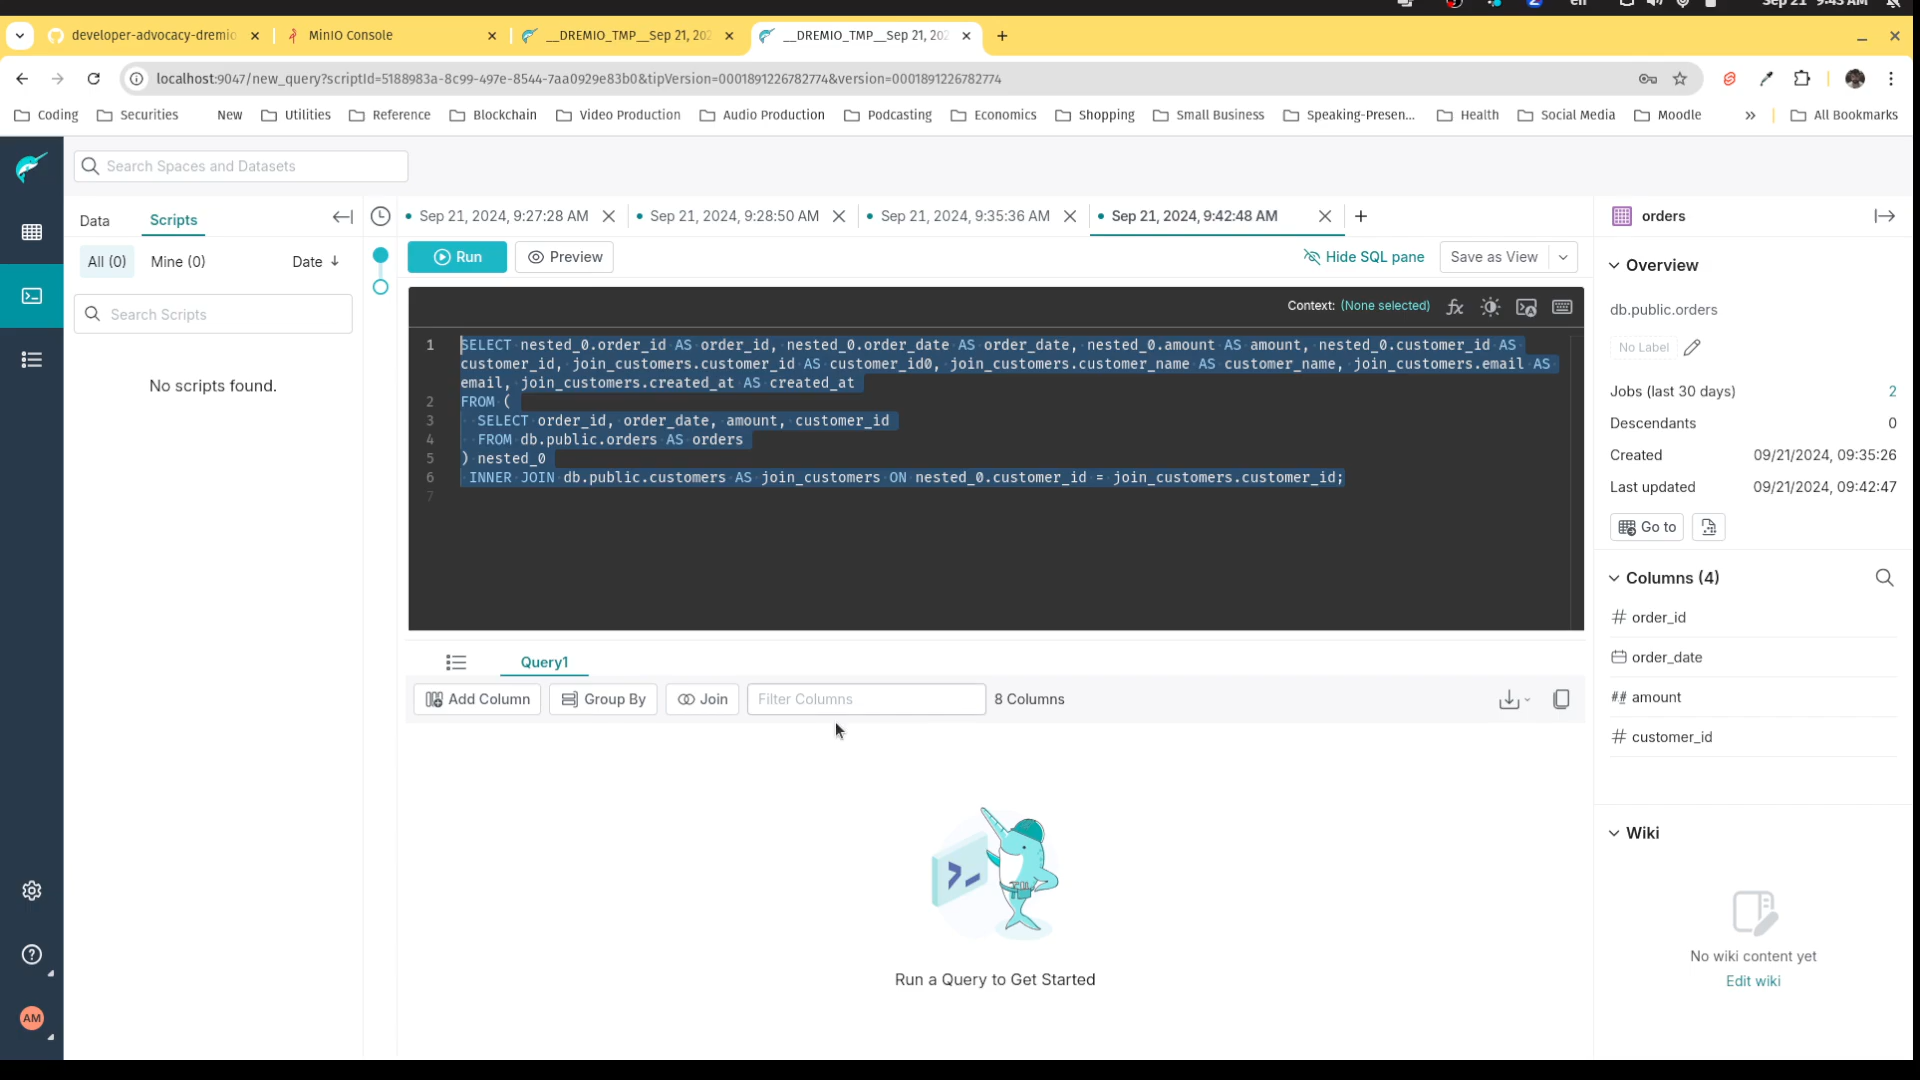 en
Sep 21 9:43 AM
developer-advocacy-dremio
MinIO Console
__DREMIO_TMP__Sep 21, 202
__DREMIO_TMP__Sep 21, 202
localhost:9047/new_query?scriptId=5188983a-8c99-497e-8544-7aa0929e83b0&tipVersion=0001891226782774&version=0001891226782774
Coding
Securities
New
Utilities
Reference
Blockchain
Video Production
Audio Production
Podcasting
Economics
Shopping
Small Business
Speaking-Presen...
Health
Social Media
Moodle
»
All Bookmarks
Search Spaces and Datasets
Data
Scripts
All (0)
Mine (0)
Date ↓
Search Scripts
No scripts found.
AM
Sep 21, 2024, 9:27:28 AM
Sep 21, 2024, 9:28:50 AM
Sep 21, 2024, 9:35:36 AM
Sep 21, 2024, 9:42:48 AM
Run
Preview
Hide SQL pane
Save as View
Context: (None selected)
fx
1 SELECT nested_0.order_id AS order_id, nested_0.order_date AS order_date, nested_0.amount AS amount, nested_0.customer_id AS
customer_id, join_customers.customer_id AS customer_id0, join_customers.customer_name AS customer_name, join_customers.email AS
email, join_customers.created_at AS created_at
2 FROM (
3 SELECT order_id, order_date, amount, customer_id
4 FROM db.public.orders AS orders
5 ) nested_0
6 INNER JOIN db.public.customers AS join_customers ON nested_0.customer_id = join_customers.customer_id;
7
Query1
Add Column
Group By
Join
Filter Columns
8 Columns
Run a Query to Get Started
orders
Overview
db.public.orders
No Label
Jobs (last 30 days) 2
Descendants 0
Created 09/21/2024, 09:35:26
Last updated 09/21/2024, 09:42:47
Go to
Columns (4)
# order_id
order_date
## amount
# customer_id
Wiki
No wiki content yet
Edit wiki